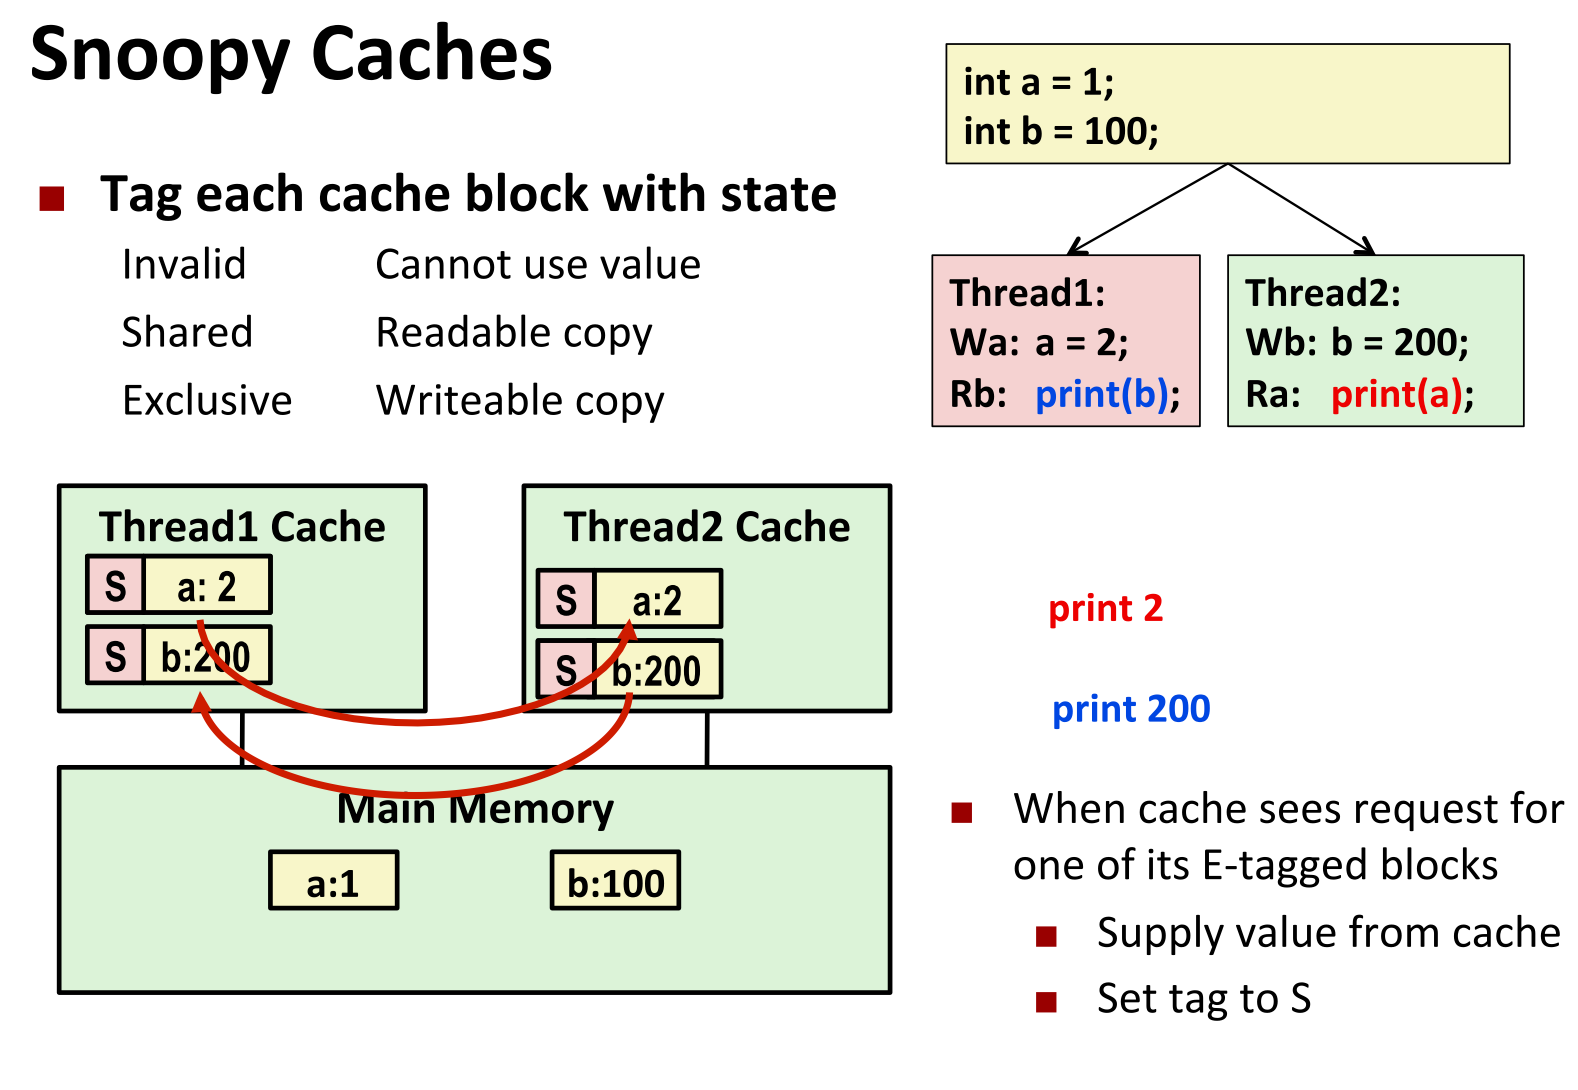 Snoopy Caches
int a = 1;
int b = 100;
Tag each cache block with state
Invalid Cannot use value
Shared Readable copy
Exclusive Writeable copy
Thread1:
Wa: a = 2;
Rb: print(b);
Thread2:
Wb: b = 200;
Ra: print(a);
Thread1 Cache
S a: 2
S b:200
Thread2 Cache
S a:2
S b:200
print 2
print 200
Main Memory
a:1
b:100
When cache sees request for
one of its E-tagged blocks
Supply value from cache
Set tag to S